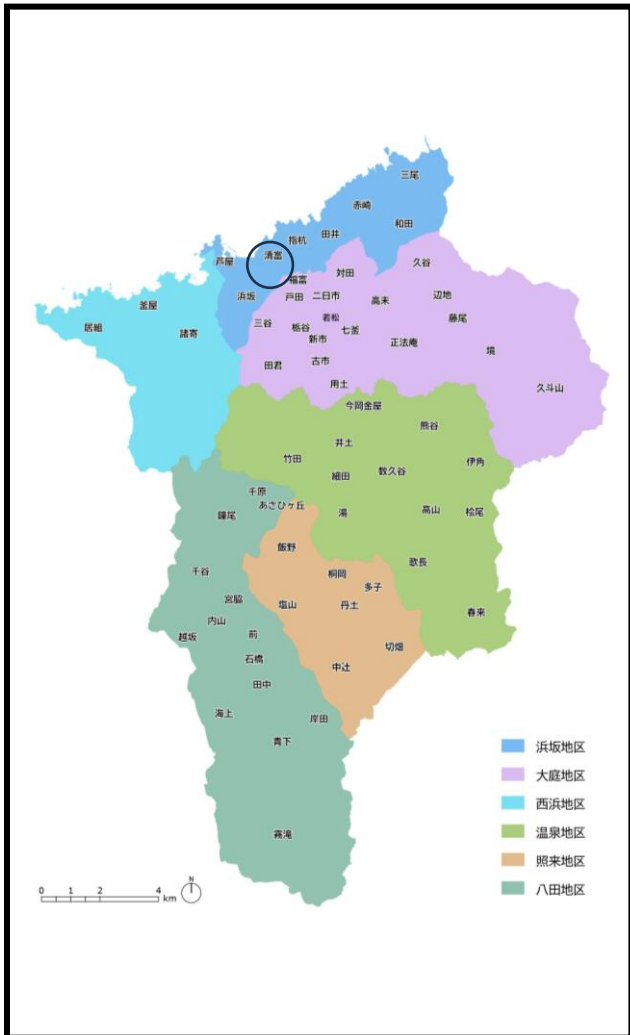 三尾
赤崎
和田
田井
指杭
清富
芦屋
浜坂
釜屋
居組
諸寄
福富
対田
久谷
戸田
二日市
高末
辺地
三谷
栃谷
若松
七釜
藤尾
新市
正法庵
境
田君
古市
用土
久斗山
今岡金屋
熊谷
井土
竹田
伊角
細田
数久谷
湯
高山
桧尾
歌長
春来
千原
あさひヶ丘
鐘尾
飯野
千谷
桐岡
多子
宮脇
塩山
丹土
内山
越坂
前
切畑
石橋
中辻
田中
海上
岸田
青下
霧滝
浜坂地区
大庭地区
西浜地区
温泉地区
照来地区
八田地区
0 1 2 4
km
N